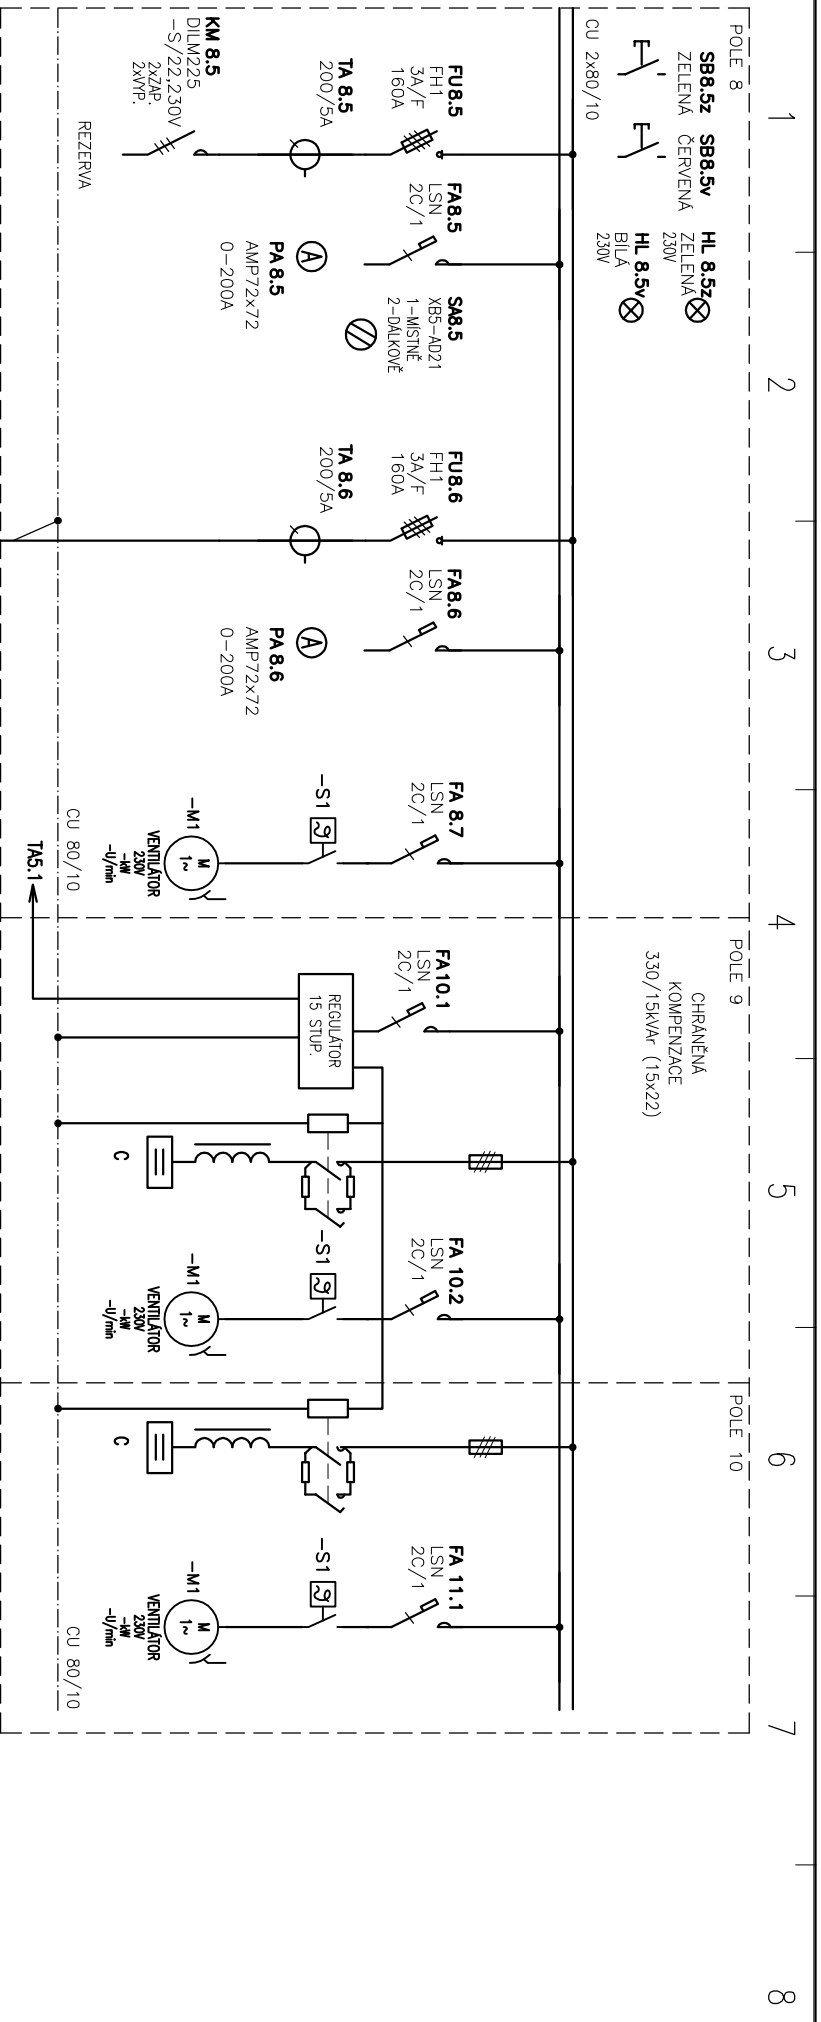 1
2
3
4
5
6
7
8
POLE 8
SB8.5z
ZELENÁ
SB8.5v
ČERVENÁ
HL 8.5z
ZELENÁ
230V
HL 8.5v
BÍLÁ
230V
CU 2x80/10
FU8.5
FH1
3A/F
160A
FA8.5
LSN
2C/1
SA8.5
XB5-AD21
1-MÍSTNĚ
2-DÁLKOVĚ
TA 8.5
200/5A
A
PA 8.5
AMP72x72
0-200A
KM 8.5
DILM225
-S/22,230V
2xZAP.
2xVYP.
REZERVA
FU8.6
FH1
3A/F
160A
FA8.6
LSN
2C/1
TA 8.6
200/5A
A
PA 8.6
AMP72x72
0-200A
FA 8.7
LSN
2C/1
-S1
-M1
M
1~
VENTILÁTOR
230V
-kW
-U/min
CU 80/10
TA5.1
POLE 9
CHRÁNĚNÁ
KOMPENZACE
330/15kVAr (15x22)
FA10.1
LSN
2C/1
REGULÁTOR
15 STUP.
C
FA 10.2
LSN
2C/1
-S1
-M1
M
1~
VENTILÁTOR
230V
-kW
-U/min
POLE 10
C
FA 11.1
LSN
2C/1
-S1
-M1
M
1~
VENTILÁTOR
230V
-kW
-U/min
CU 80/10